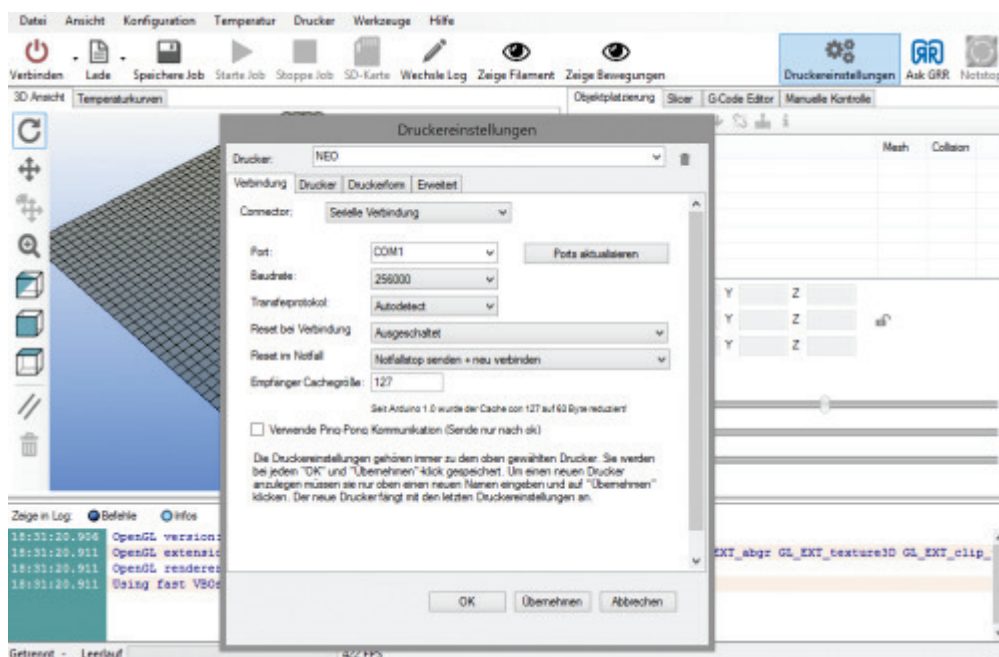 Datei Ansicht Konfiguration Temperatur Drucker Werkzeuge Hilfe
Verbinden Lade Speichere Job Starte Job Stoppe Job SD-Karte Wechsle Log Zeige Filament Zeige Bewegungen Druckereinstellungen Ask GRR Notstop
3D Ansicht Temperaturkurven Objektplatzierung Slicer G-Code Editor Manuelle Kontrolle
Mesh Collision
Druckereinstellungen
Drucker: NEO
Verbindung Drucker Druckerform Erweitert
Connector: Serielle Verbindung
Port: COM1 Ports aktualisieren
Baudrate: 256000
Transferprotokol: Autodetect
Reset bei Verbindung Ausgeschaltet
Reset im Notfall Notfallstop senden + neu verbinden
Empfänger Cachegröße: 127
Seit Arduino 1.0 wurde der Cache con 127 auf 63 Byte reduziert!
Verwende Ping-Pong Kommunikation (Sende nur nach ok)
Die Druckereinstellungen gehören immer zu dem oben gewählten Drucker. Sie werden
bei jedem "OK" und "Übernehmen"-klick gespeichert. Um einen neuen Drucker
anzulegen müssen sie nur oben einen neuen Namen eingeben und auf "Übernehmen"
klicken. Der neue Drucker fängt mit den letzten Druckereinstellungen an.
OK Übernehmen Abbrechen
Y Z
Y Z
Y Z
Zeige in Log: Befehle Infos
18:31:20.906 OpenGL version:
18:31:20.911 OpenGL extensio EXT_abgr GL_EXT_texture3D GL_EXT_clip_
18:31:20.911 OpenGL renderer
18:31:20.911 Using fast VBOs
Getrennt - Leerlauf 422 FPS